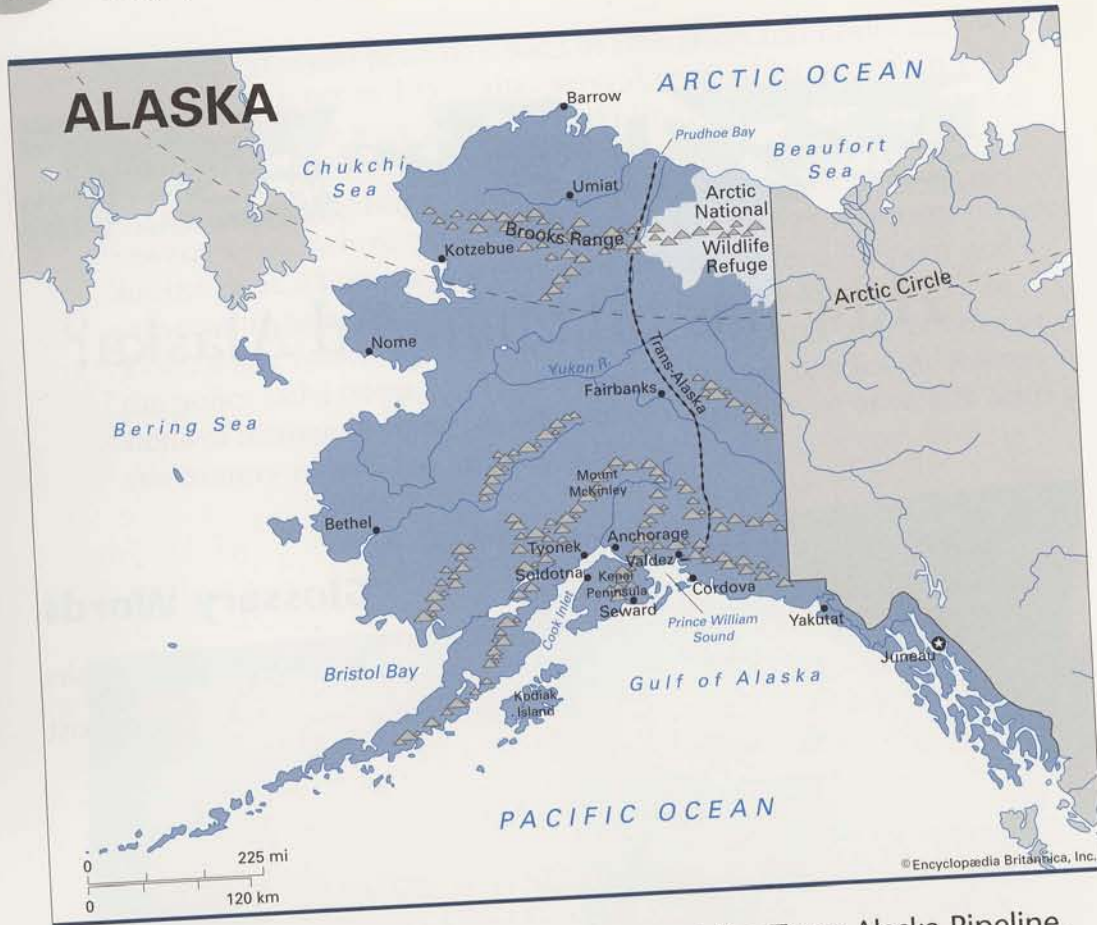 ALASKA
ARCTIC OCEAN
Barrow
Prudhoe Bay
Beaufort
Sea
Chukchi
Sea
Umiat
Arctic
National
Wildlife
Refuge
Brooks Range
Kotzebue
Arctic Circle
Nome
Yukon R.
Trans-Alaska
Fairbanks
Bering Sea
Mount
McKinley
Bethel
Anchorage
Tyonek
Valdez
Soldotna
Kenai
Peninsula
Cordova
Seward
Cook Inlet
Prince William
Sound
Yakutat
Juneau
Bristol Bay
Gulf of Alaska
Kodiak
Island
PACIFIC OCEAN
0 225 mi
0 120 km
©Encyclopædia Britannica, Inc.
Trans-Alaska Pipeline